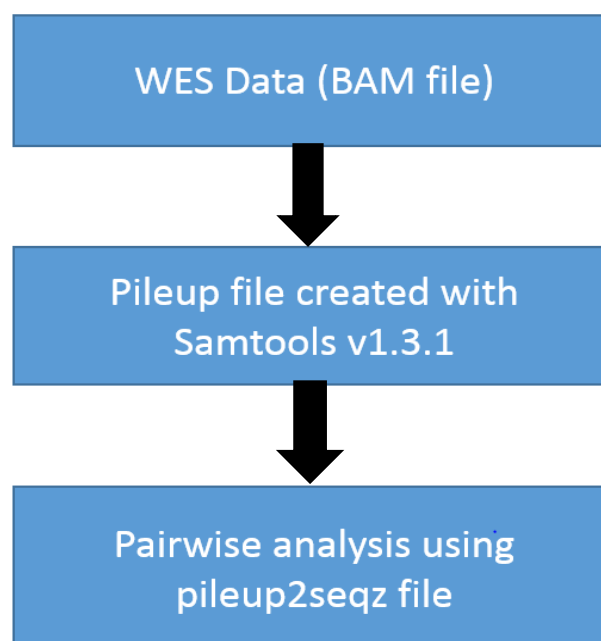 WES Data (BAM file)
Pileup file created with
Samtools v1.3.1
Pairwise analysis using
pileup2seqz file